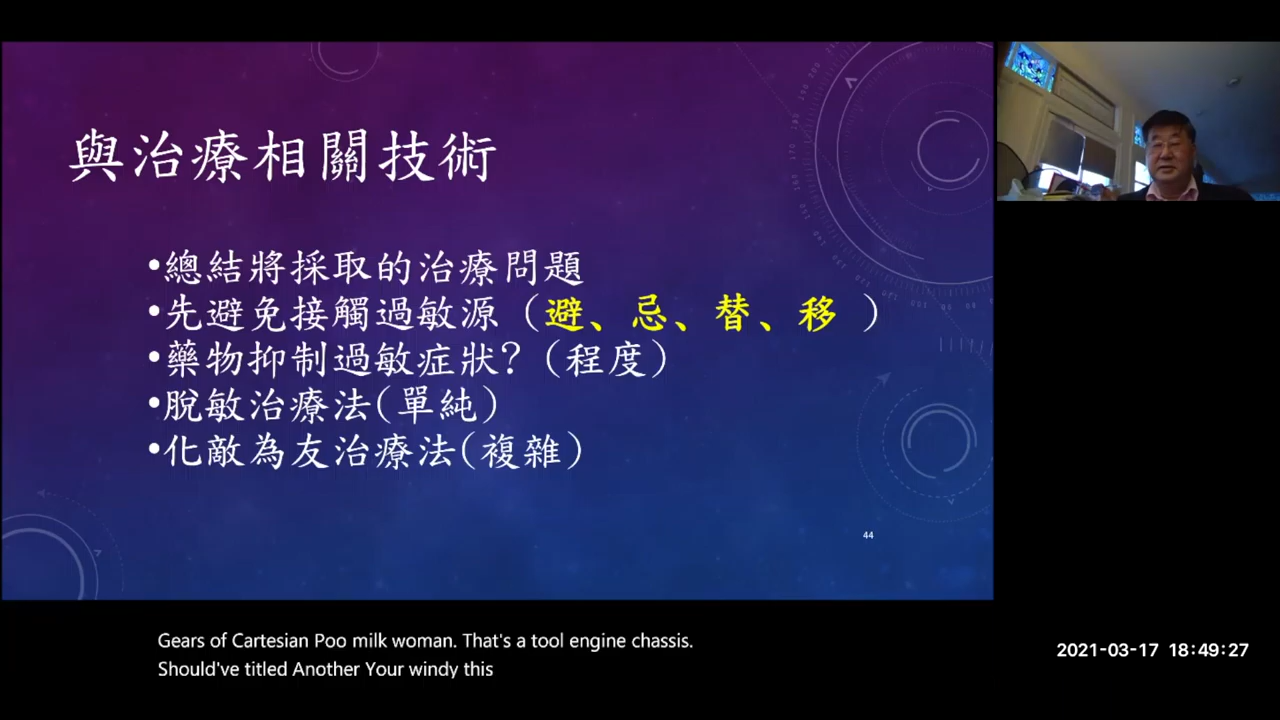 與治療相關技術
•總結將採取的治療問題
•先避免接觸過敏源（避、忌、替、移 ）
•藥物抑制過敏症狀？(程度)
•脫敏治療法(單純)
•化敵為友治療法(複雜)
44
Gears of Cartesian Poo milk woman. That's a tool engine chassis.
Should've titled Another Your windy this
2021-03-17 18:49:27